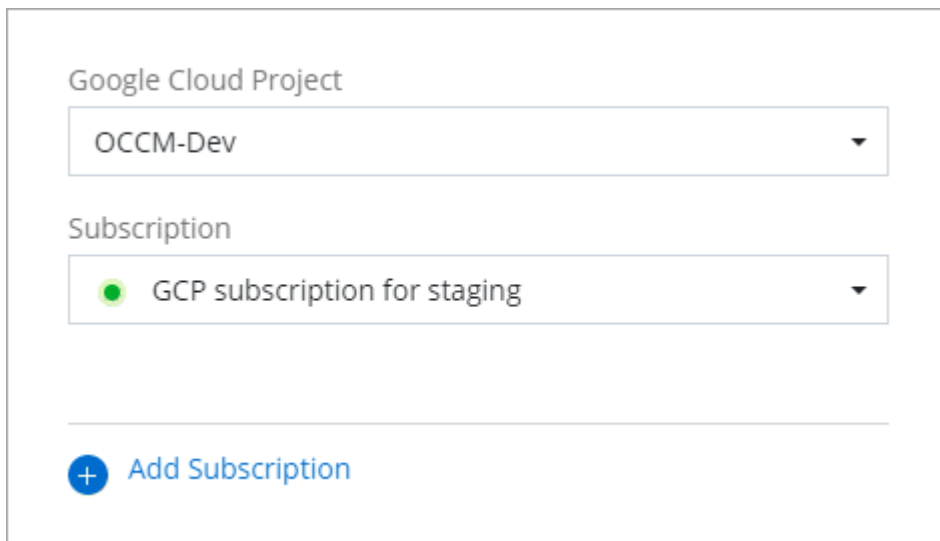 Google Cloud Project
OCCM-Dev
Subscription
GCP subscription for staging
Add Subscription